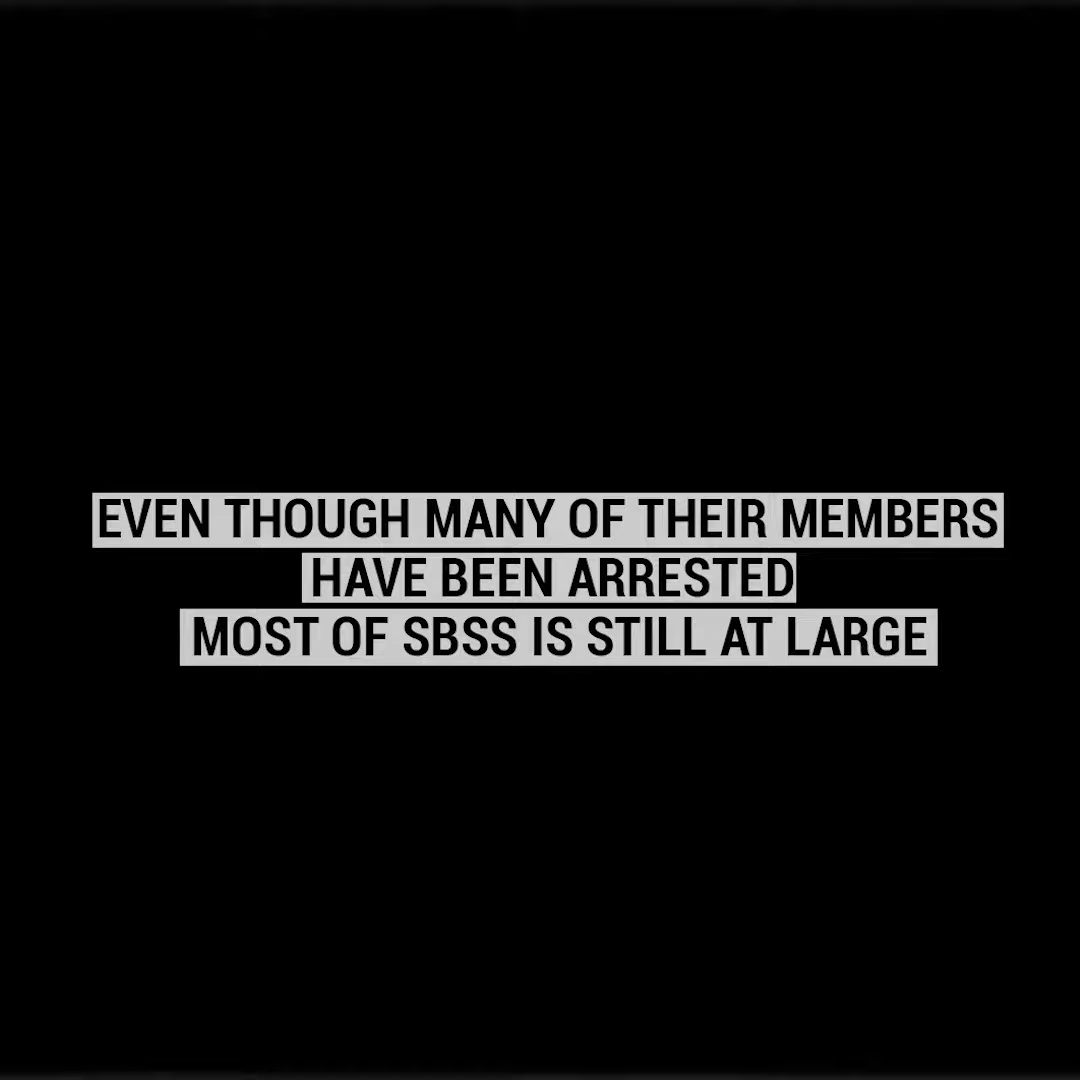 EVEN THOUGH MANY OF THEIR MEMBERS
HAVE BEEN ARRESTED
MOST OF SBSS IS STILL AT LARGE